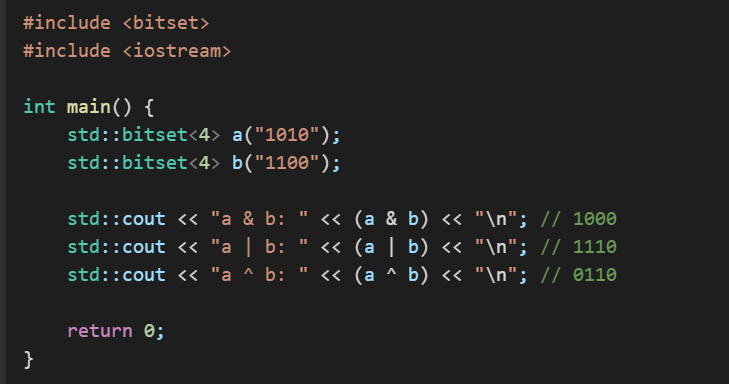 #include <bitset>
#include <iostream>

int main() {
    std::bitset<4> a("1010");
    std::bitset<4> b("1100");

    std::cout << "a & b: " << (a & b) << "\n"; // 1000
    std::cout << "a | b: " << (a | b) << "\n"; // 1110
    std::cout << "a ^ b: " << (a ^ b) << "\n"; // 0110

    return 0;
}